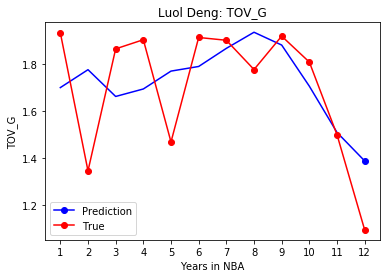 Luol Deng: TOV_G
TOV_G
1.8
1.6
1.4
1.2
Prediction
True
1 2 3 4 5 6 7 8 9 10 11 12
Years in NBA